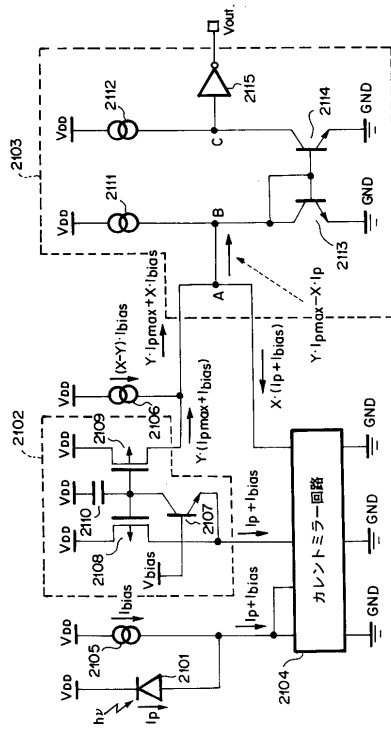 2103
VDD
2111
VDD
2112
C
2115
Vout
2114
B
2113
GND
GND
A
Y·Ipmax−X·Ip
2102
VDD
VDD
VDD
VDD
2110
2109
2108
2107
Vbias
(X−Y)·Ibias
2106
Y·Ipmax+X·Ibias
Y·(Ipmax+Ibias)
X·(Ip+Ibias)
Ip+Ibias
VDD
VDD
Ibias
2105
2101
hν
Ip
Ip+Ibias
2104
カレントミラー回路
GND
GND
GND